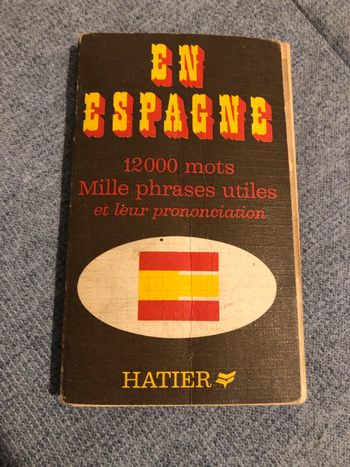 EN
ESPAGNE
12000 mots
Mille phrases utiles
et leur prononciation
HATIER